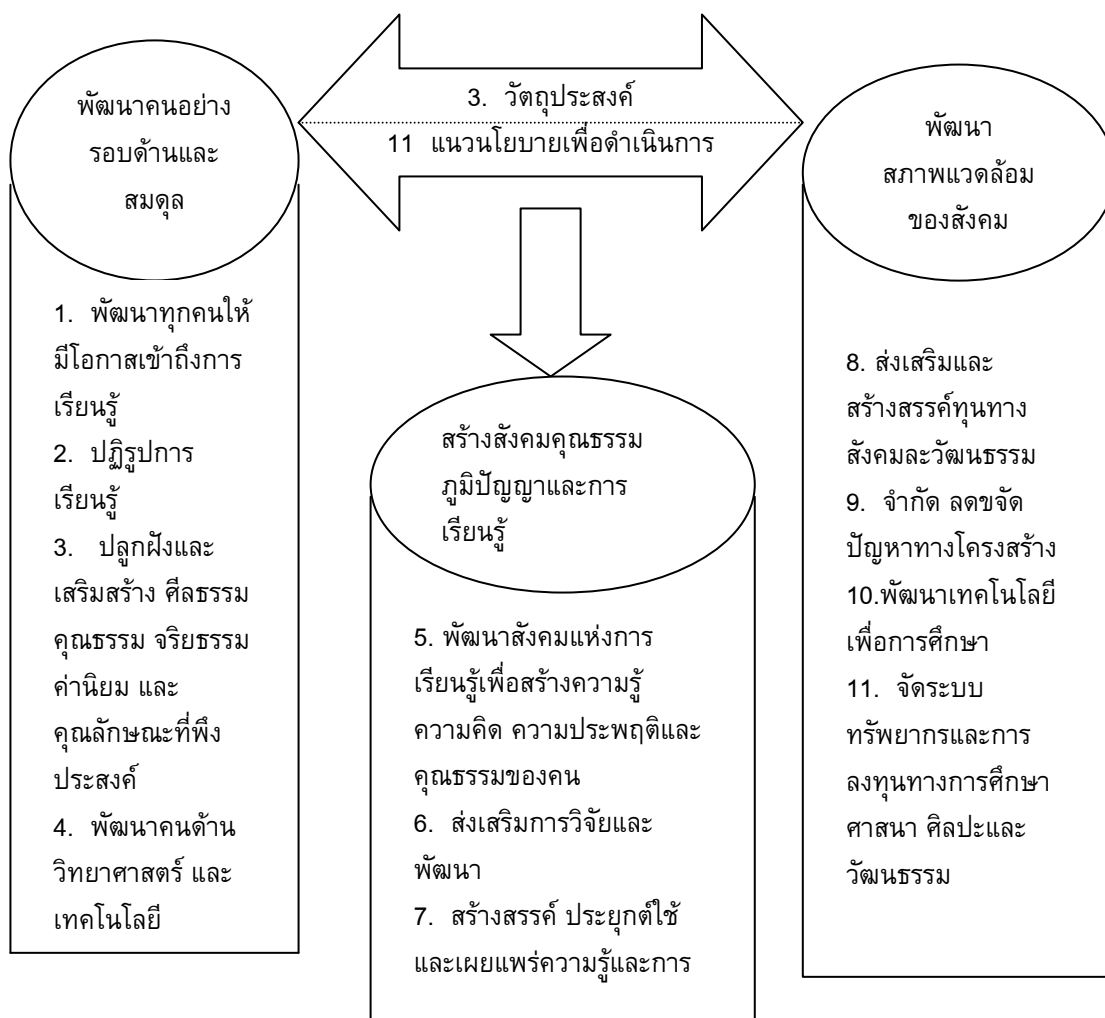 3. วัตถุประสงค์
11 แนวนโยบายเพื่อดำเนินการ
พัฒนาคนอย่าง
รอบด้านและ
สมดุล
1. พัฒนาทุกคนให้
มีโอกาสเข้าถึงการ
เรียนรู้
2. ปฏิรูปการ
เรียนรู้
3. ปลูกฝังและ
เสริมสร้าง ศีลธรรม
คุณธรรม จริยธรรม
ค่านิยม และ
คุณลักษณะที่พึง
ประสงค์
4. พัฒนาคนด้าน
วิทยาศาสตร์ และ
เทคโนโลยี
สร้างสังคมคุณธรรม
ภูมิปัญญาและการ
เรียนรู้
5. พัฒนาสังคมแห่งการ
เรียนรู้เพื่อสร้างความรู้
ความคิด ความประพฤติและ
คุณธรรมของคน
6. ส่งเสริมการวิจัยและ
พัฒนา
7. สร้างสรรค์ ประยุกต์ใช้
และเผยแพร่ความรู้และการ
พัฒนา
สภาพแวดล้อม
ของสังคม
8. ส่งเสริมและ
สร้างสรรค์ทุนทาง
สังคมละวัฒนธรรม
9. จำกัด ลดขจัด
ปัญหาทางโครงสร้าง
10.พัฒนาเทคโนโลยี
เพื่อการศึกษา
11. จัดระบบ
ทรัพยากรและการ
ลงทุนทางการศึกษา
ศาสนา ศิลปะและ
วัฒนธรรม